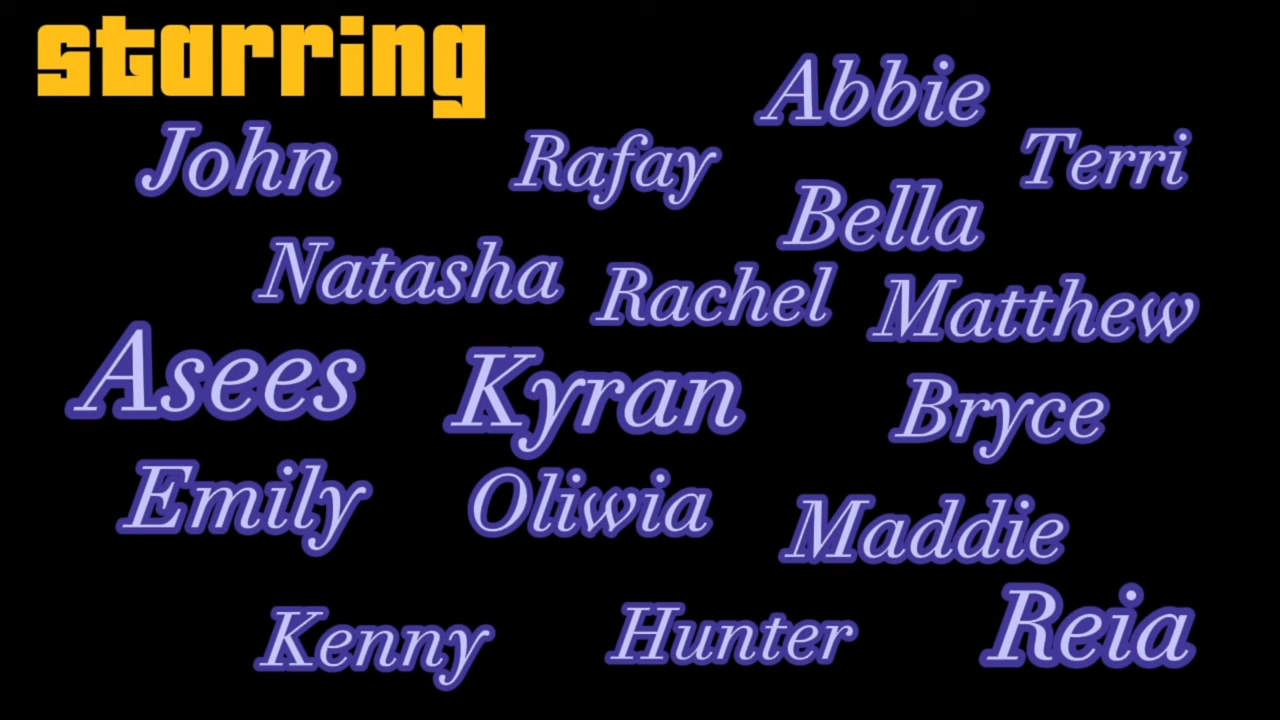 starring
Abbie
John
Rafay
Terri
Bella
Natasha
Rachel
Matthew
Asees
Kyran
Bryce
Emily
Oliwia
Maddie
Kenny
Hunter
Reia